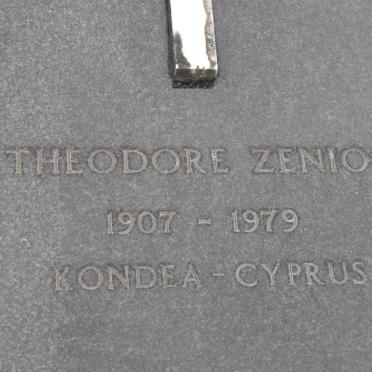 THEODORE ZENIO
1907 - 1979
KONDEA-CYPRUS